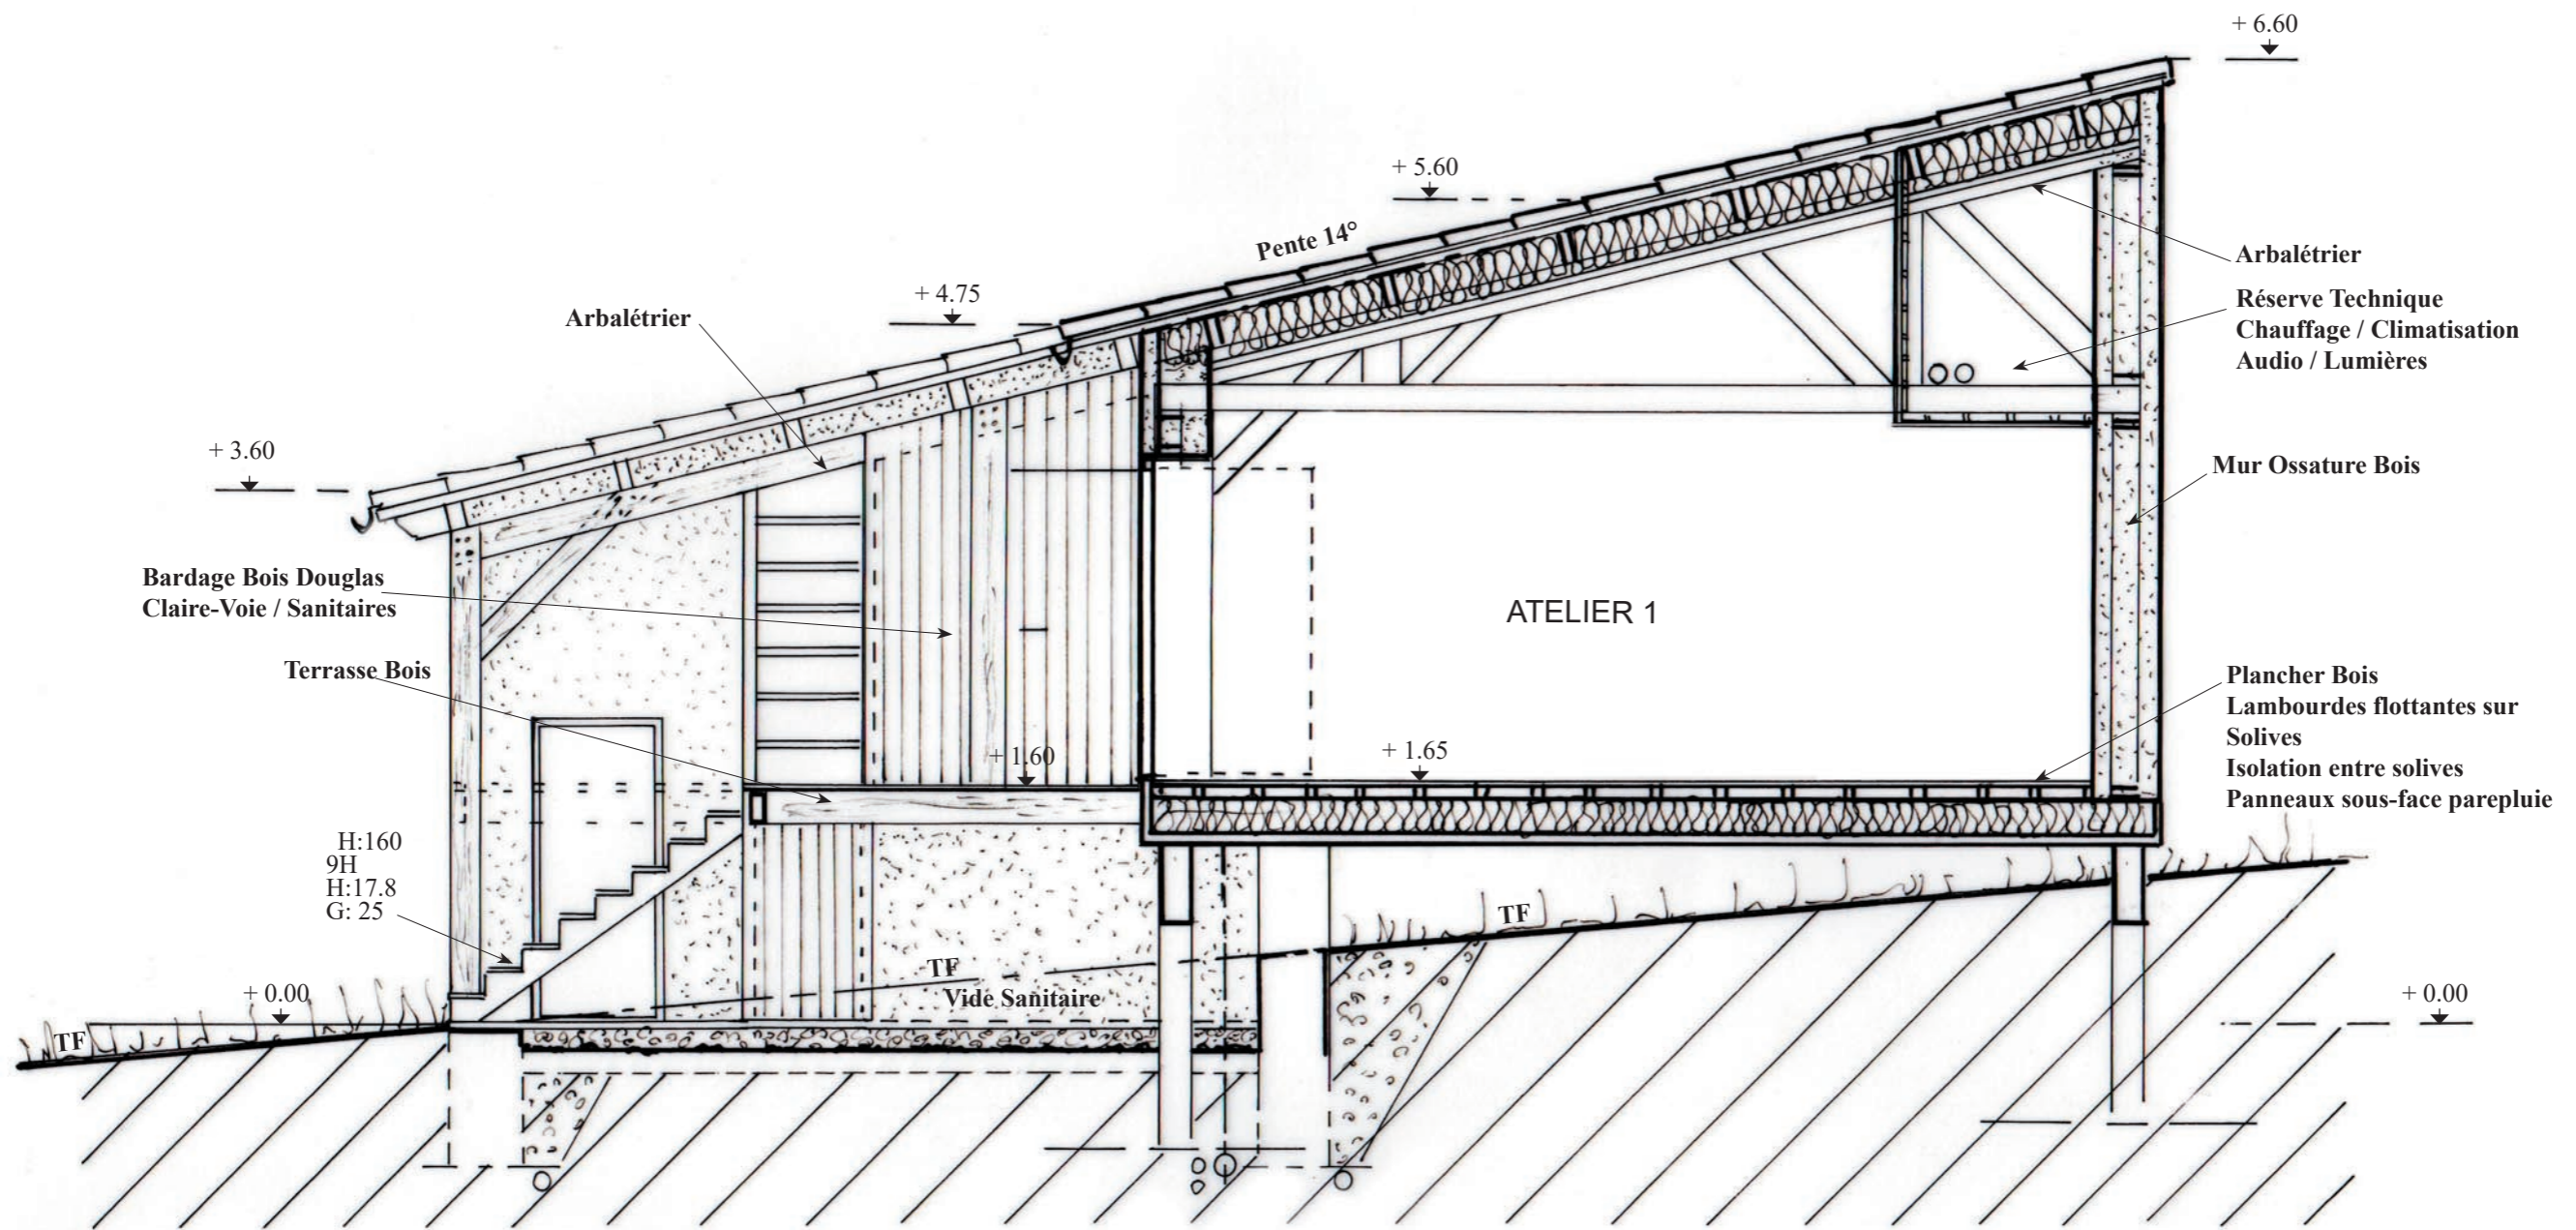 + 6.60
+ 5.60
Pente 14°
+ 4.75
Arbalétrier
+ 3.60
Arbalétrier
Réserve Technique
Chauffage / Climatisation
Audio / Lumières
Mur Ossature Bois
Bardage Bois Douglas
Claire-Voie / Sanitaires
ATELIER 1
Terrasse Bois
+ 1.60
+ 1.65
Plancher Bois
Lambourdes flottantes sur
Solives
Isolation entre solives
Panneaux sous-face parepluie
H:160
9H
H:17.8
G: 25
TF
TF
Vide Sanitaire
+ 0.00
+ 0.00
TF